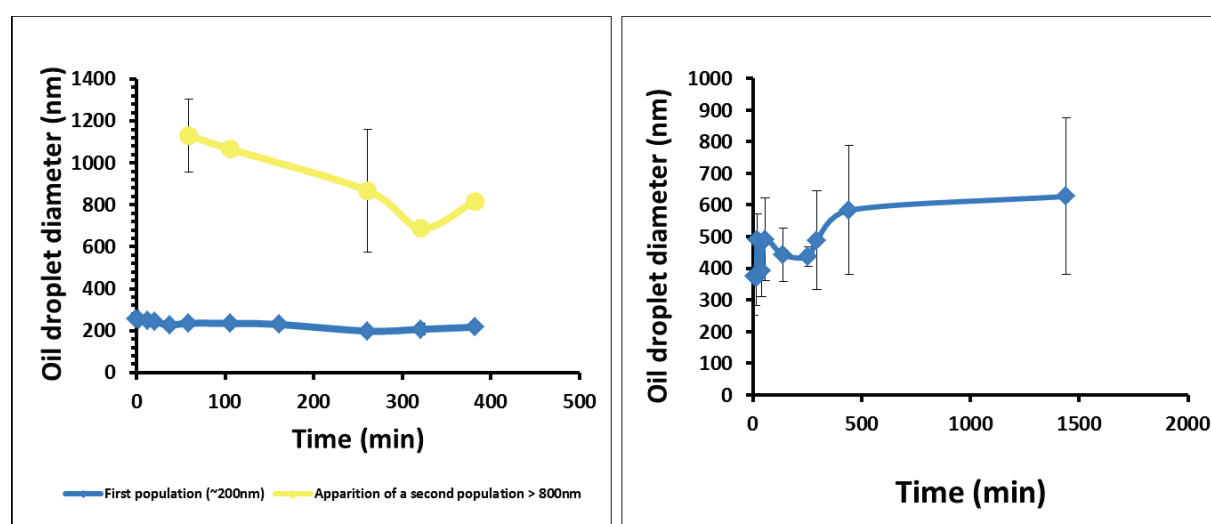 Oil droplet diameter (nm)
1400
1200
1000
800
600
400
200
0
0 100 200 300 400 500
Time (min)
First population (~200nm) Apparition of a second population > 800nm
Oil droplet diameter (nm)
1000
900
800
700
600
500
400
300
200
100
0
0 500 1000 1500 2000
Time (min)